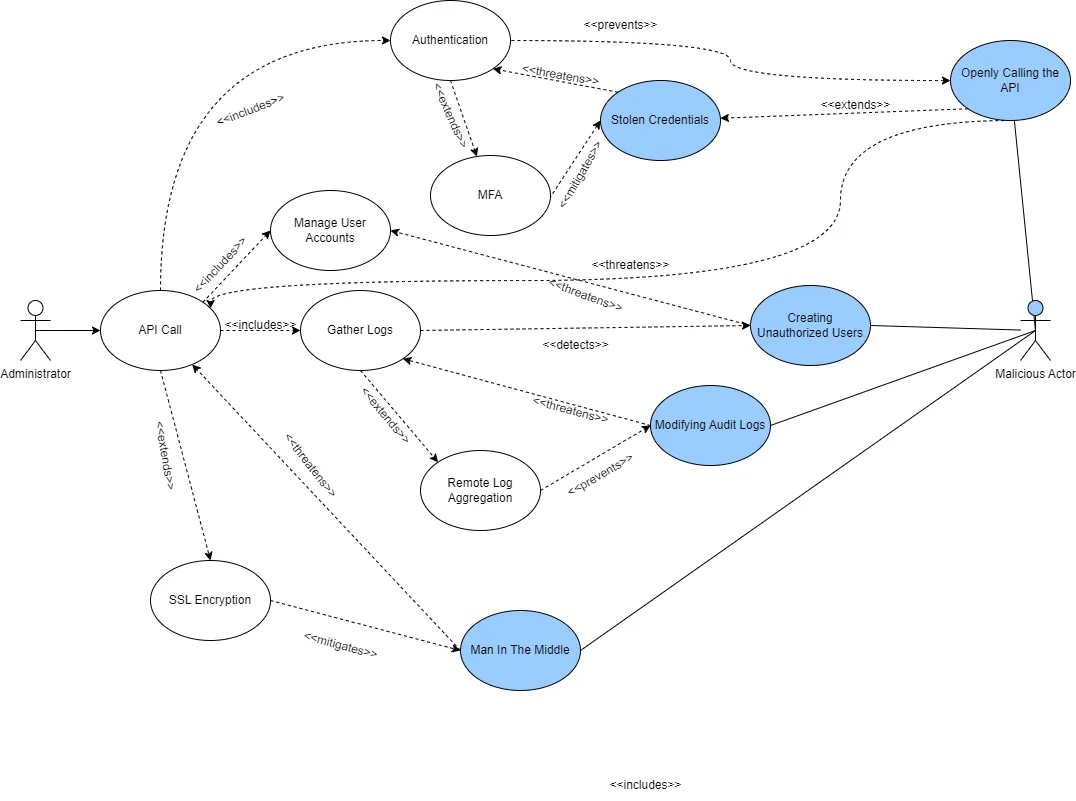 Authentication
<<prevents>>
Openly Calling the
API
<<threatens>>
<<includes>>
<<extends>>
<<extends>>
Stolen Credentials
<<mitigates>>
MFA
Manage User
Accounts
<<includes>>
<<threatens>>
<<threatens>>
API Call
<<includes>>
Gather Logs
Creating
Unauthorized Users
<<detects>>
Administrator
Malicious Actor
<<extends>>
<<threatens>>
Modifying Audit Logs
<<extends>>
<<threatens>>
<<prevents>>
Remote Log
Aggregation
SSL Encryption
<<mitigates>>
Man In The Middle
<<includes>>